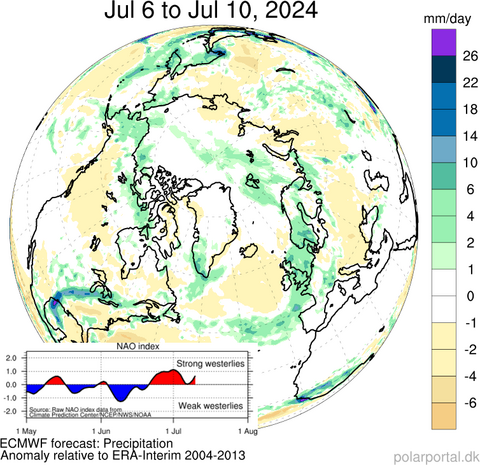 Jul 6 to Jul 10, 2024
mm/day
26
22
18
14
10
6
4
2
1
0
-1
-2
-4
-6
NAO index
2.0
1.0
0.0
-1.0
-2.0
Strong westerlies
Weak westerlies
Source: Raw NAO index data from
Climate Prediction Center/NCEP/NWS/NOAA
1 May
1 Jun
1 Jul
1 Aug
ECMWF forecast: Precipitation
Anomaly relative to ERA-Interim 2004-2013
polarportal.dk